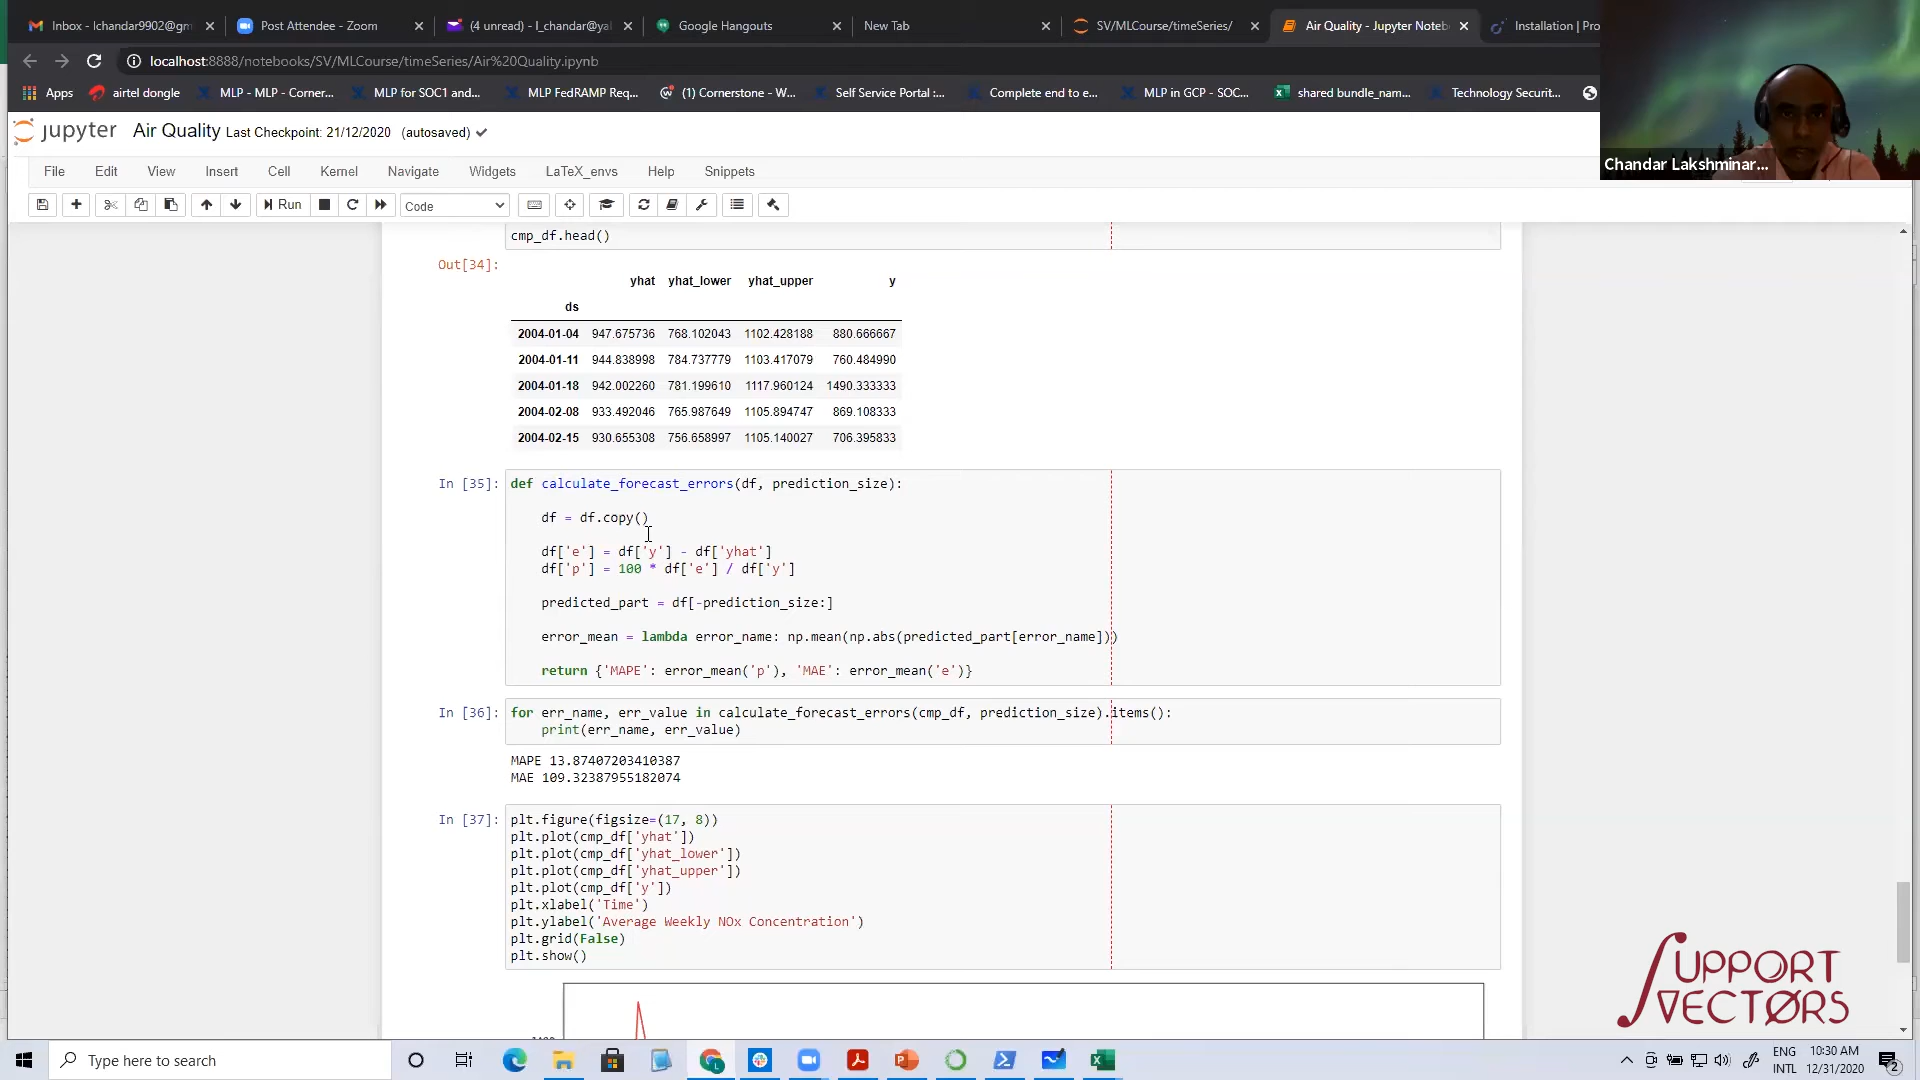 Inbox - lchandar9902@gm
Post Attendee - Zoom
(4 unread) - l_chandar@ya
Google Hangouts
New Tab
SV/MLCourse/timeSeries/
Air Quality - Jupyter Noteb
Installation | Pro
localhost:8888/notebooks/SV/MLCourse/timeSeries/Air%20Quality.ipynb
Apps
airtel dongle
MLP - MLP - Corner...
MLP for SOC1 and...
MLP FedRAMP Req...
(1) Cornerstone - W...
Self Service Portal :...
Complete end to e...
MLP in GCP - SOC...
shared bundle_nam...
Technology Securit...
Chandar Lakshminar...
jupyter Air Quality Last Checkpoint: 21/12/2020 (autosaved)
File Edit View Insert Cell Kernel Navigate Widgets LaTeX_envs Help Snippets
Run
Code
cmp_df.head()
Out[34]:
yhat yhat_lower yhat_upper y
ds
2004-01-04 947.675736 768.102043 1102.428188 880.666667
2004-01-11 944.838998 784.737779 1103.417079 760.484990
2004-01-18 942.002260 781.199610 1117.960124 1490.333333
2004-02-08 933.492046 765.987649 1105.894747 869.108333
2004-02-15 930.655308 756.658997 1105.140027 706.395833
In [35]: def calculate_forecast_errors(df, prediction_size):
df = df.copy()
df['e'] = df['y'] - df['yhat']
df['p'] = 100 * df['e'] / df['y']
predicted_part = df[-prediction_size:]
error_mean = lambda error_name: np.mean(np.abs(predicted_part[error_name]))
return {'MAPE': error_mean('p'), 'MAE': error_mean('e')}
In [36]: for err_name, err_value in calculate_forecast_errors(cmp_df, prediction_size).items():
print(err_name, err_value)
MAPE 13.87407203410387
MAE 109.32387955182074
In [37]: plt.figure(figsize=(17, 8))
plt.plot(cmp_df['yhat'])
plt.plot(cmp_df['yhat_lower'])
plt.plot(cmp_df['yhat_upper'])
plt.plot(cmp_df['y'])
plt.xlabel('Time')
plt.ylabel('Average Weekly NOx Concentration')
plt.grid(False)
plt.show()
SUPPORT
VECTORS
Type here to search
ENG
INTL
10:30 AM
12/31/2020
2